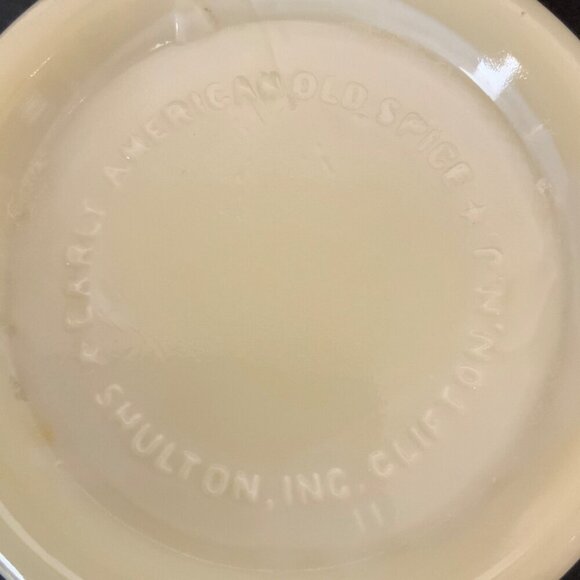 ★ EARLY AMERICAN OLD SPICE ★
SHULTON, INC. CLIFTON, N.J.
11